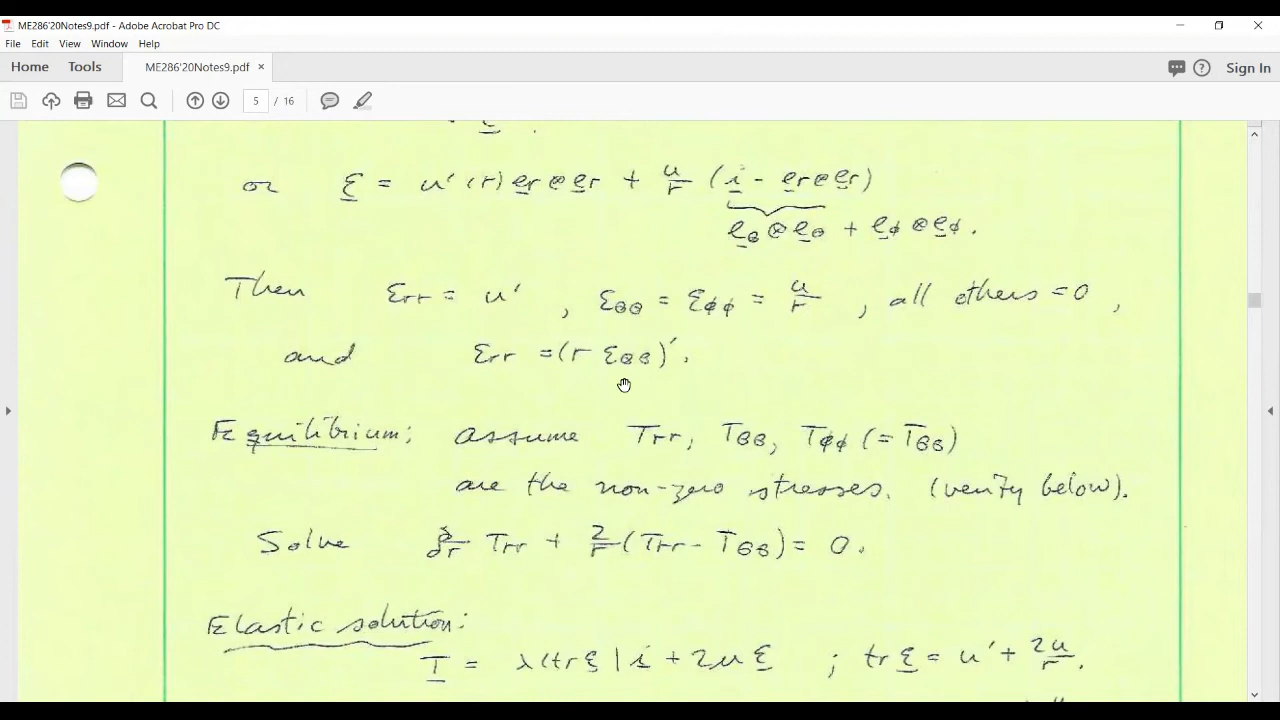 ME286'20Notes9.pdf - Adobe Acrobat Pro DC
File Edit View Window Help
Home Tools ME286'20Notes9.pdf × Sign In
5 / 16
or ε = u'(r) er⊗er + u/r (i - er⊗er)
eθ⊗eθ + eϕ⊗eϕ.
Then εrr = u' , εθθ = εϕϕ = u/r , all others = 0 ,
and εrr = (r εθθ)'.
Equilibrium: assume Trr, Tθθ, Tϕϕ (= Tθθ)
are the non-zero stresses. (verify below).
Solve ∂/∂r Trr + 2/r (Trr - Tθθ) = 0.
Elastic solution:
T = λ(tr ε) i + 2μ ε ; tr ε = u' + 2u/r.